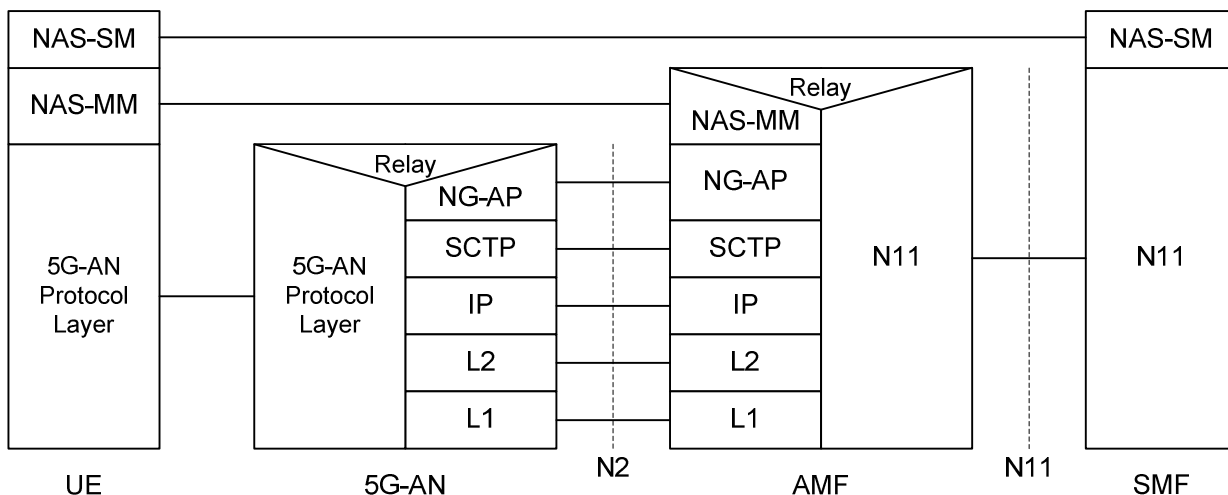 NAS-SM
NAS-SM
Relay
NAS-MM
NAS-MM
Relay
NG-AP
NG-AP
5G-AN
Protocol
Layer
5G-AN
Protocol
Layer
SCTP
SCTP
N11
N11
IP
IP
L2
L2
L1
L1
UE
5G-AN
N2
AMF
N11
SMF